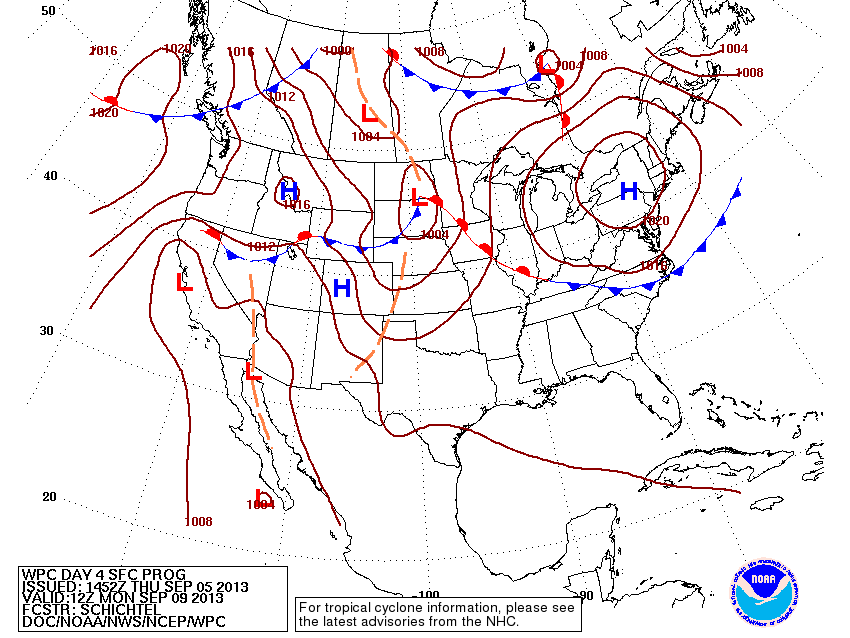 50
1016
1020
1016
1000
1008
1004
1008
1004
1008
1020
1012
1004
40
H
1016
L
H
1020
1004
1012
1016
L
H
30
L
L
20
1004
1008
-100
-90
WPC DAY 4 SFC PROG
ISSUED: 1452Z THU SEP 05 2013
VALID:12Z MON SEP 09 2013
FCSTR: SCHICHTEL
DOC/NOAA/NWS/NCEP/WPC
For tropical cyclone information, please see
the latest advisories from the NHC.
NOAA